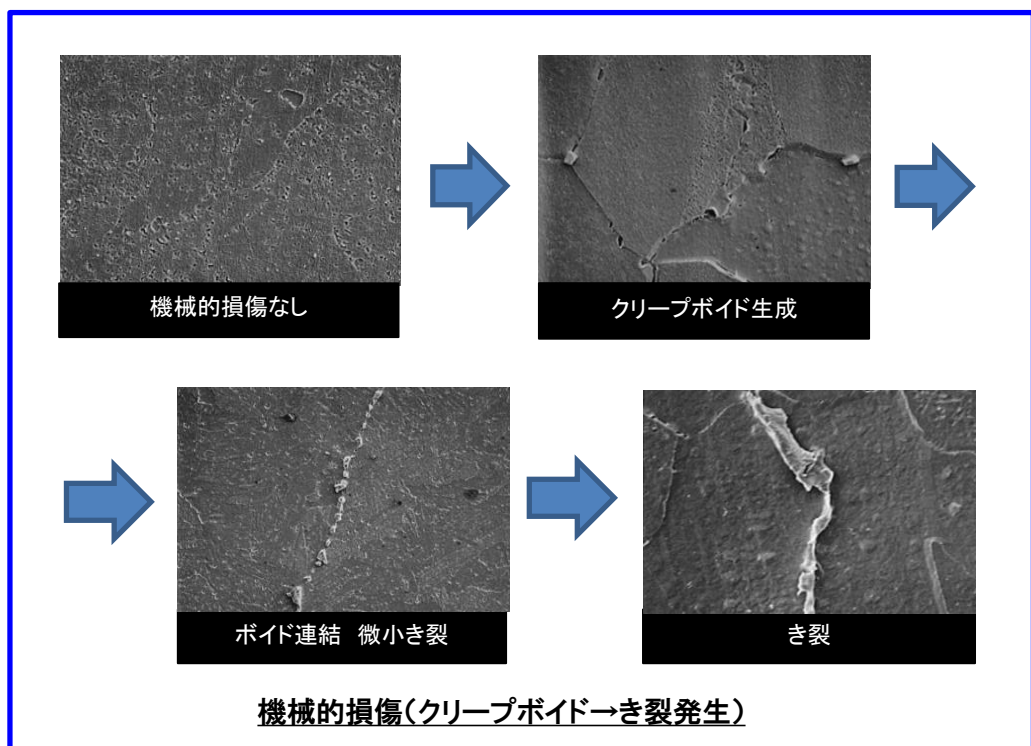 機械的損傷なし
クリープボイド生成
ボイド連結　微小き裂
き裂
機械的損傷（クリープボイド→き裂発生）